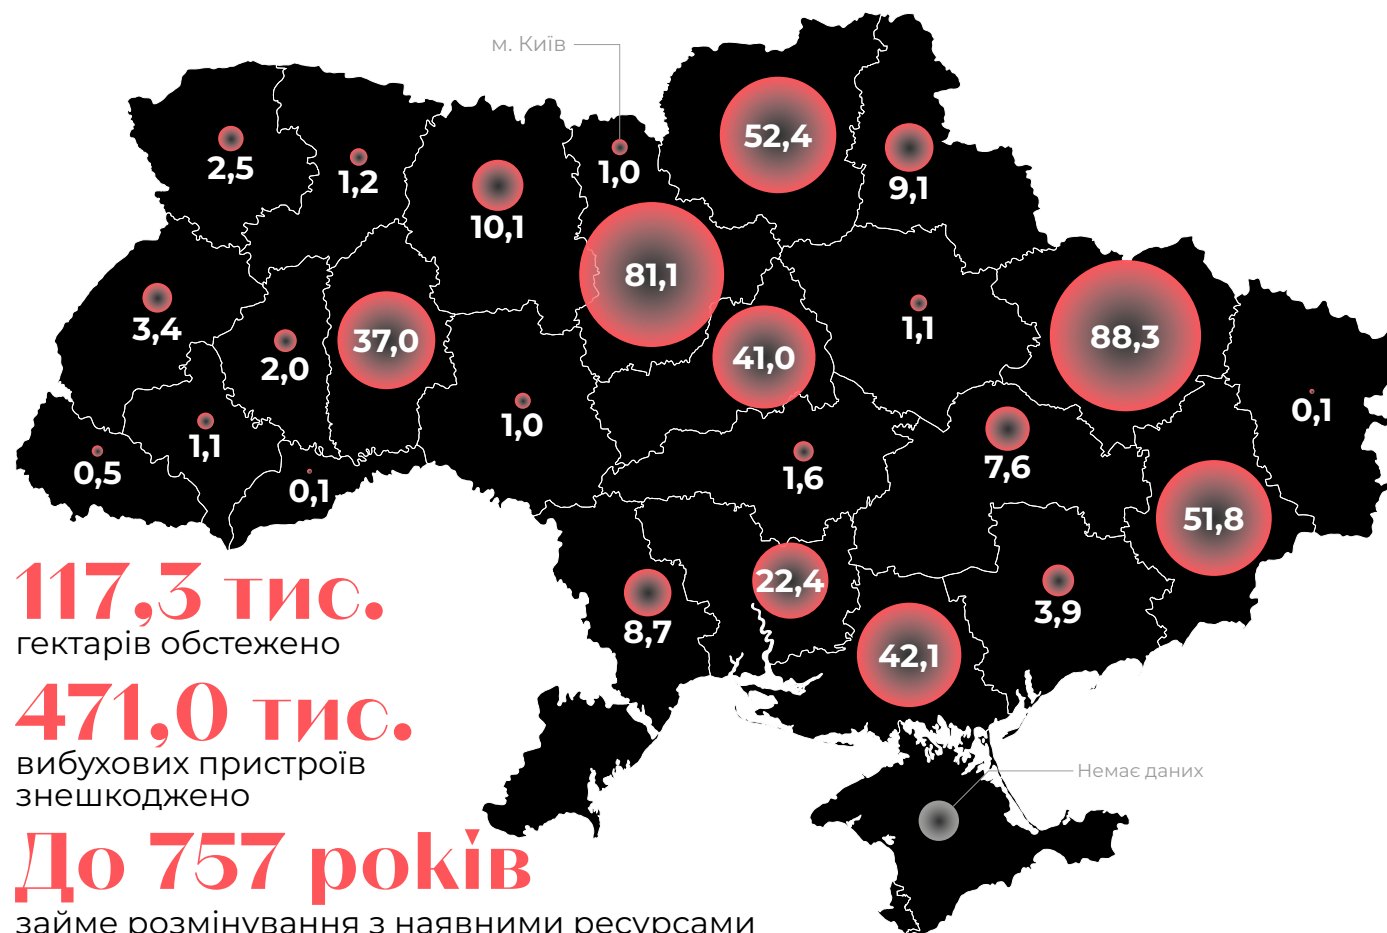 м. Київ
52,4
2,5
1,2
1,0
9,1
10,1
81,1
3,4
2,0
37,0
41,0
1,1
88,3
0,5
1,1
0,1
1,0
1,6
7,6
0,1
51,8
22,4
8,7
42,1
3,9
117,3 тис.
гектарів обстежено
471,0 тис.
вибухових пристроїв
знешкоджено
Немає даних
До 757 років
займе розмінування з наявними ресурсами